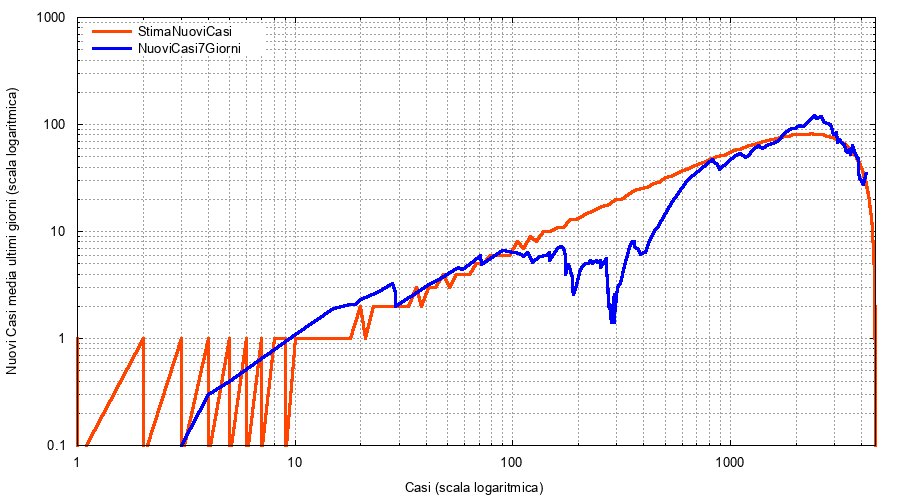 1000
100
10
1
0.1
Nuovi Casi media ultimi giorni (scala logaritmica)
StimaNuoviCasi
NuoviCasi7Giorni
1
10
100
1000
Casi (scala logaritmica)